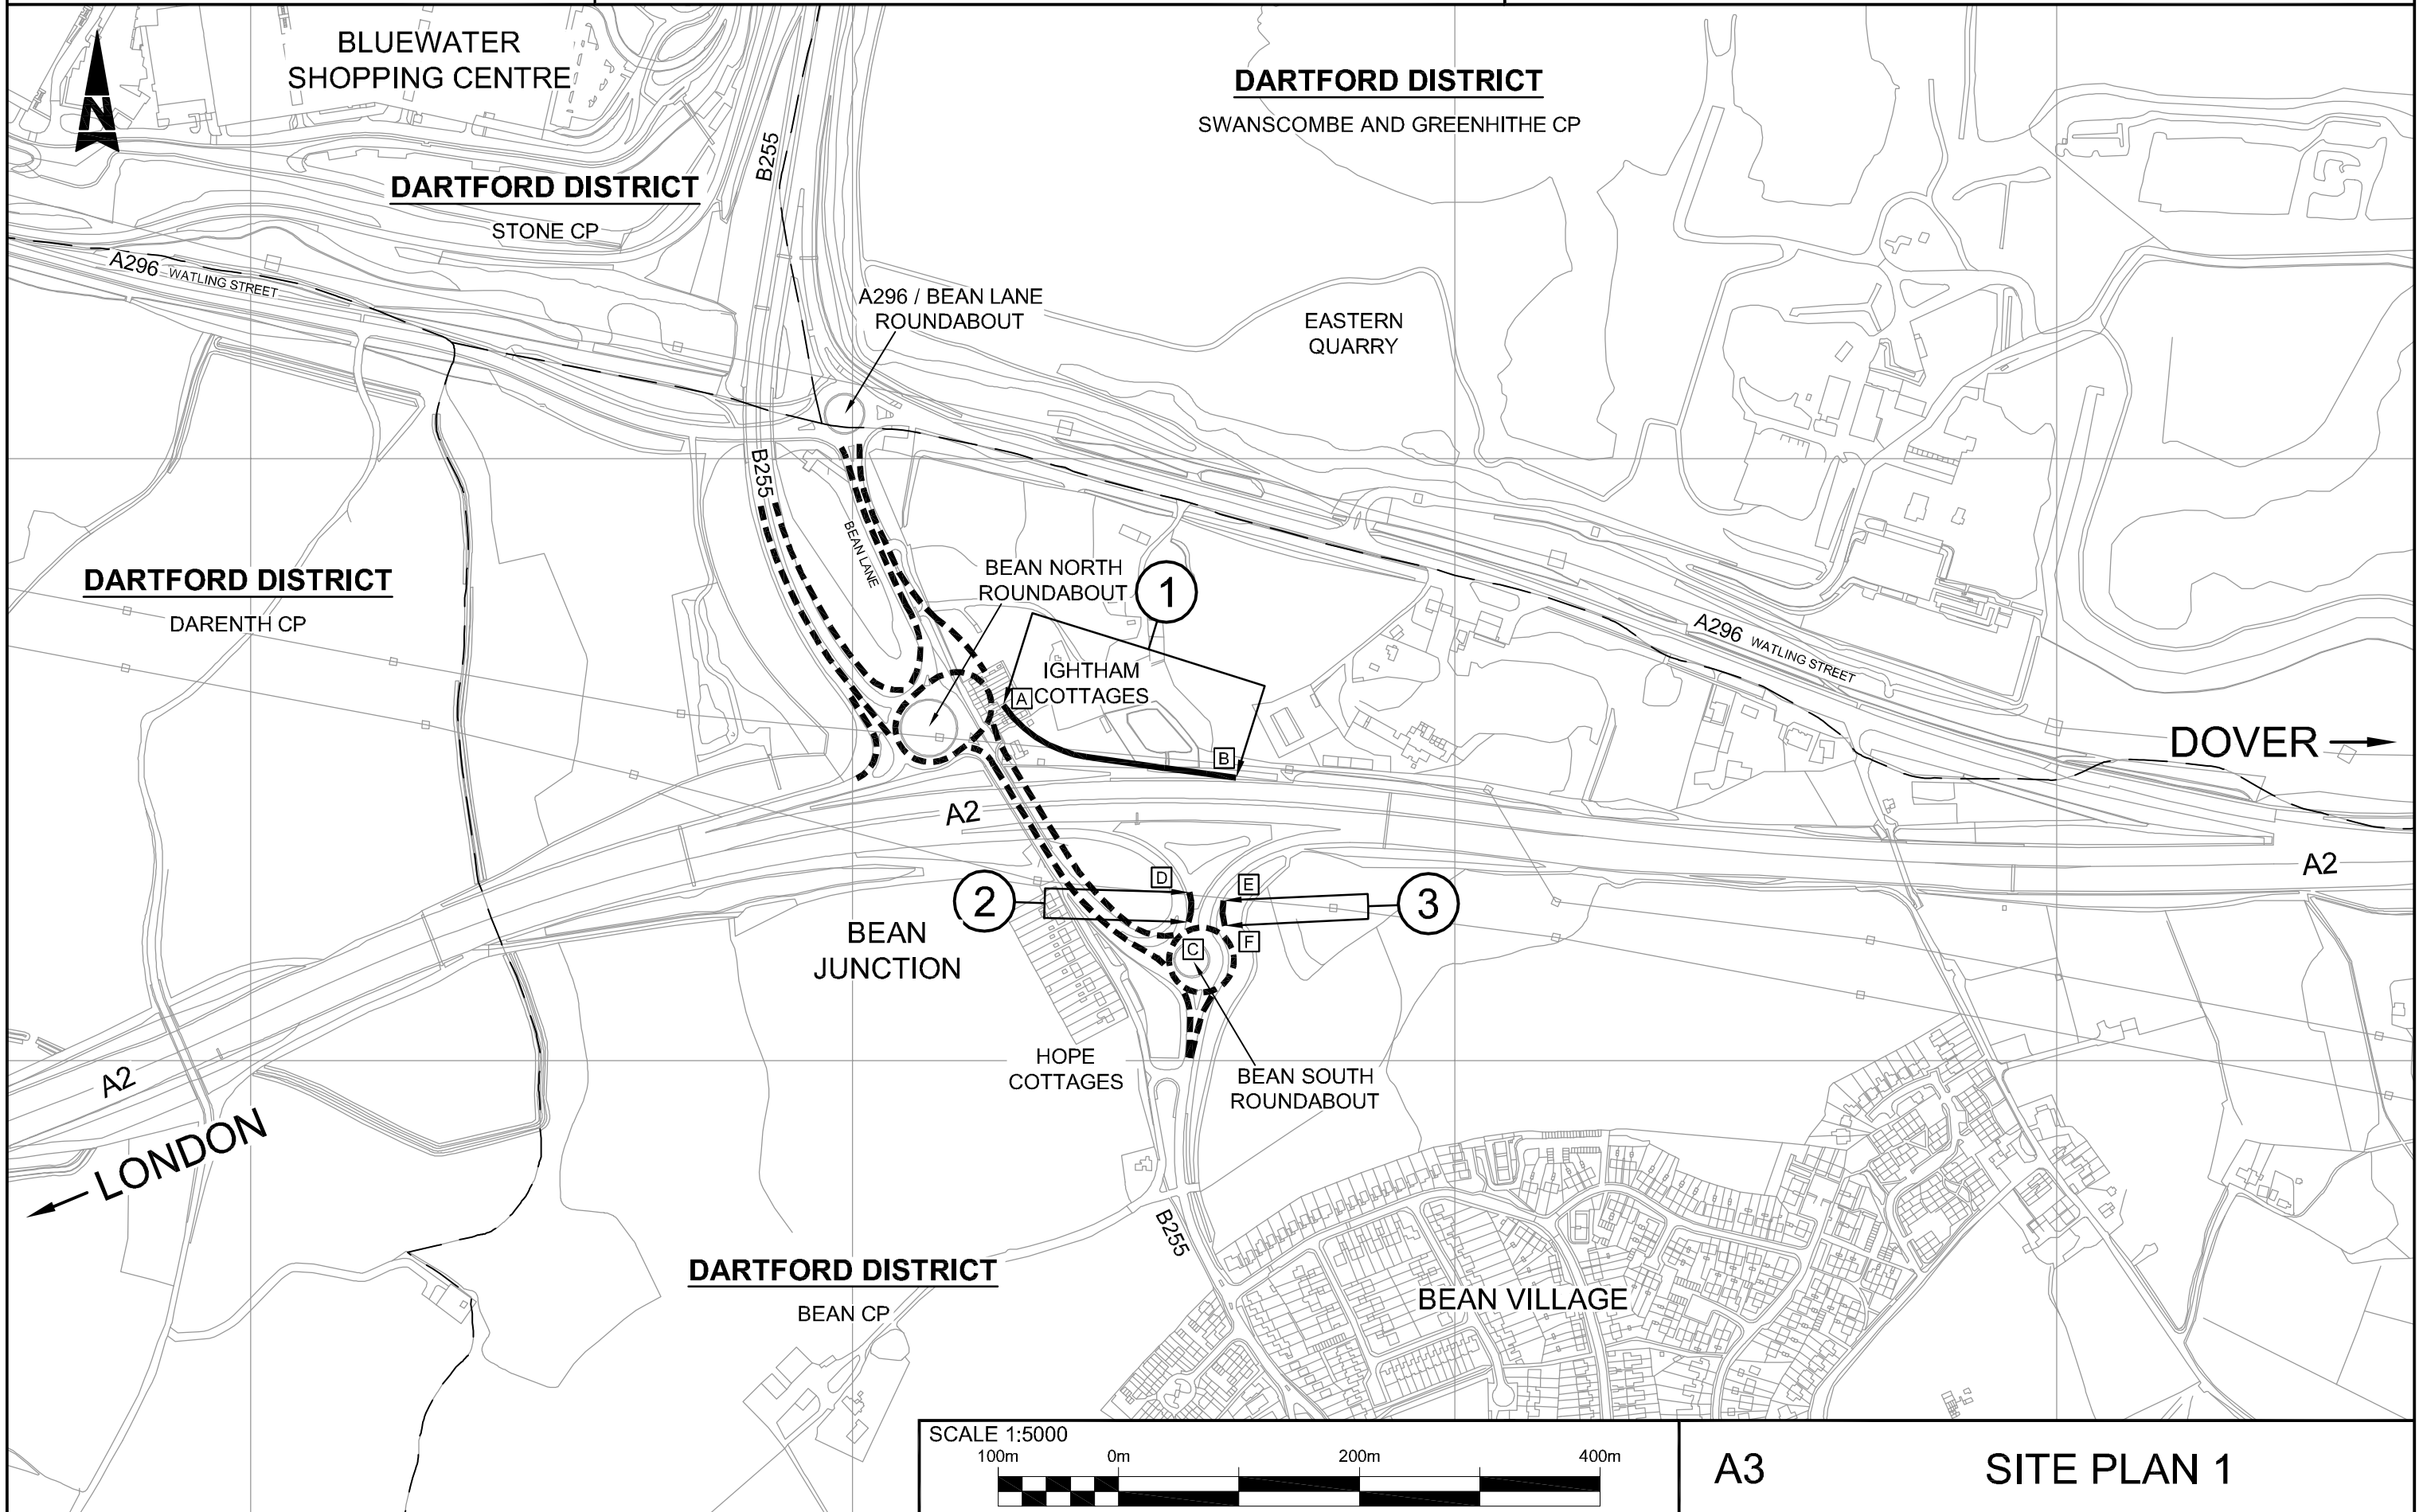 BLUEWATER
SHOPPING CENTRE
N
DARTFORD DISTRICT
SWANSCOMBE AND GREENHITHE CP
B255
DARTFORD DISTRICT
STONE CP
A296 WATLING STREET
A296 / BEAN LANE
ROUNDABOUT
EASTERN
QUARRY
B255
BEAN LANE
BEAN NORTH
ROUNDABOUT
1
DARTFORD DISTRICT
DARENTH CP
A296 WATLING STREET
IGHTHAM
COTTAGES
A
B
DOVER
A2
A2
D
E
2
3
BEAN
JUNCTION
C
F
HOPE
COTTAGES
BEAN SOUTH
ROUNDABOUT
A2
LONDON
B255
DARTFORD DISTRICT
BEAN CP
BEAN VILLAGE
SCALE 1:5000
100m 0m 200m 400m
A3 SITE PLAN 1